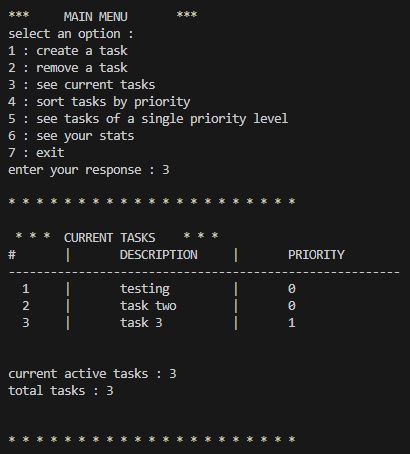 ***     MAIN MENU       ***
select an option :
1 : create a task
2 : remove a task
3 : see current tasks
4 : sort tasks by priority
5 : see tasks of a single priority level
6 : see your stats
7 : exit
enter your response : 3
* * * * * * * * * * * * * * * * * * * * *
 * * *  CURRENT TASKS    * * *
#       |       DESCRIPTION     |       PRIORITY
--------------------------------------------------------
  1     |       testing         |       0
  2     |       task two        |       0
  3     |       task 3          |       1
current active tasks : 3
total tasks : 3
* * * * * * * * * * * * * * * * * * * * *